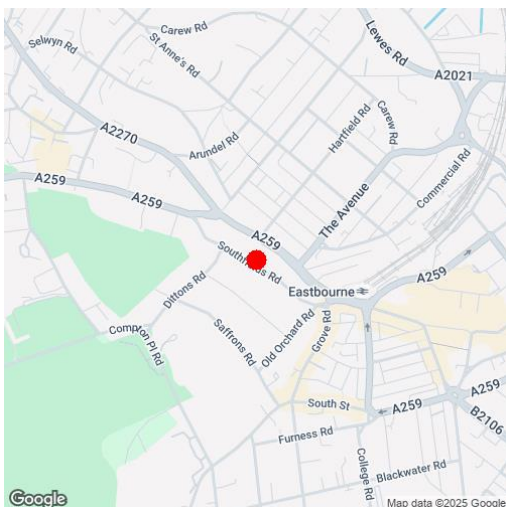 Carew Rd
Lewes Rd
Selwyn Rd
St Anne's Rd
A2021
A2270
Hartfield Rd
Carew Rd
Arundel Rd
Commercial Rd
A259
A259
The Avenue
A259
Southfields Rd
A259
Dittons Rd
Eastbourne
Compton Pl Rd
Saffrons Rd
Old Orchard Rd
Grove Rd
South St
A259
A259
B2106
Furness Rd
College Rd
Blackwater Rd
Google
Map data ©2025 Google